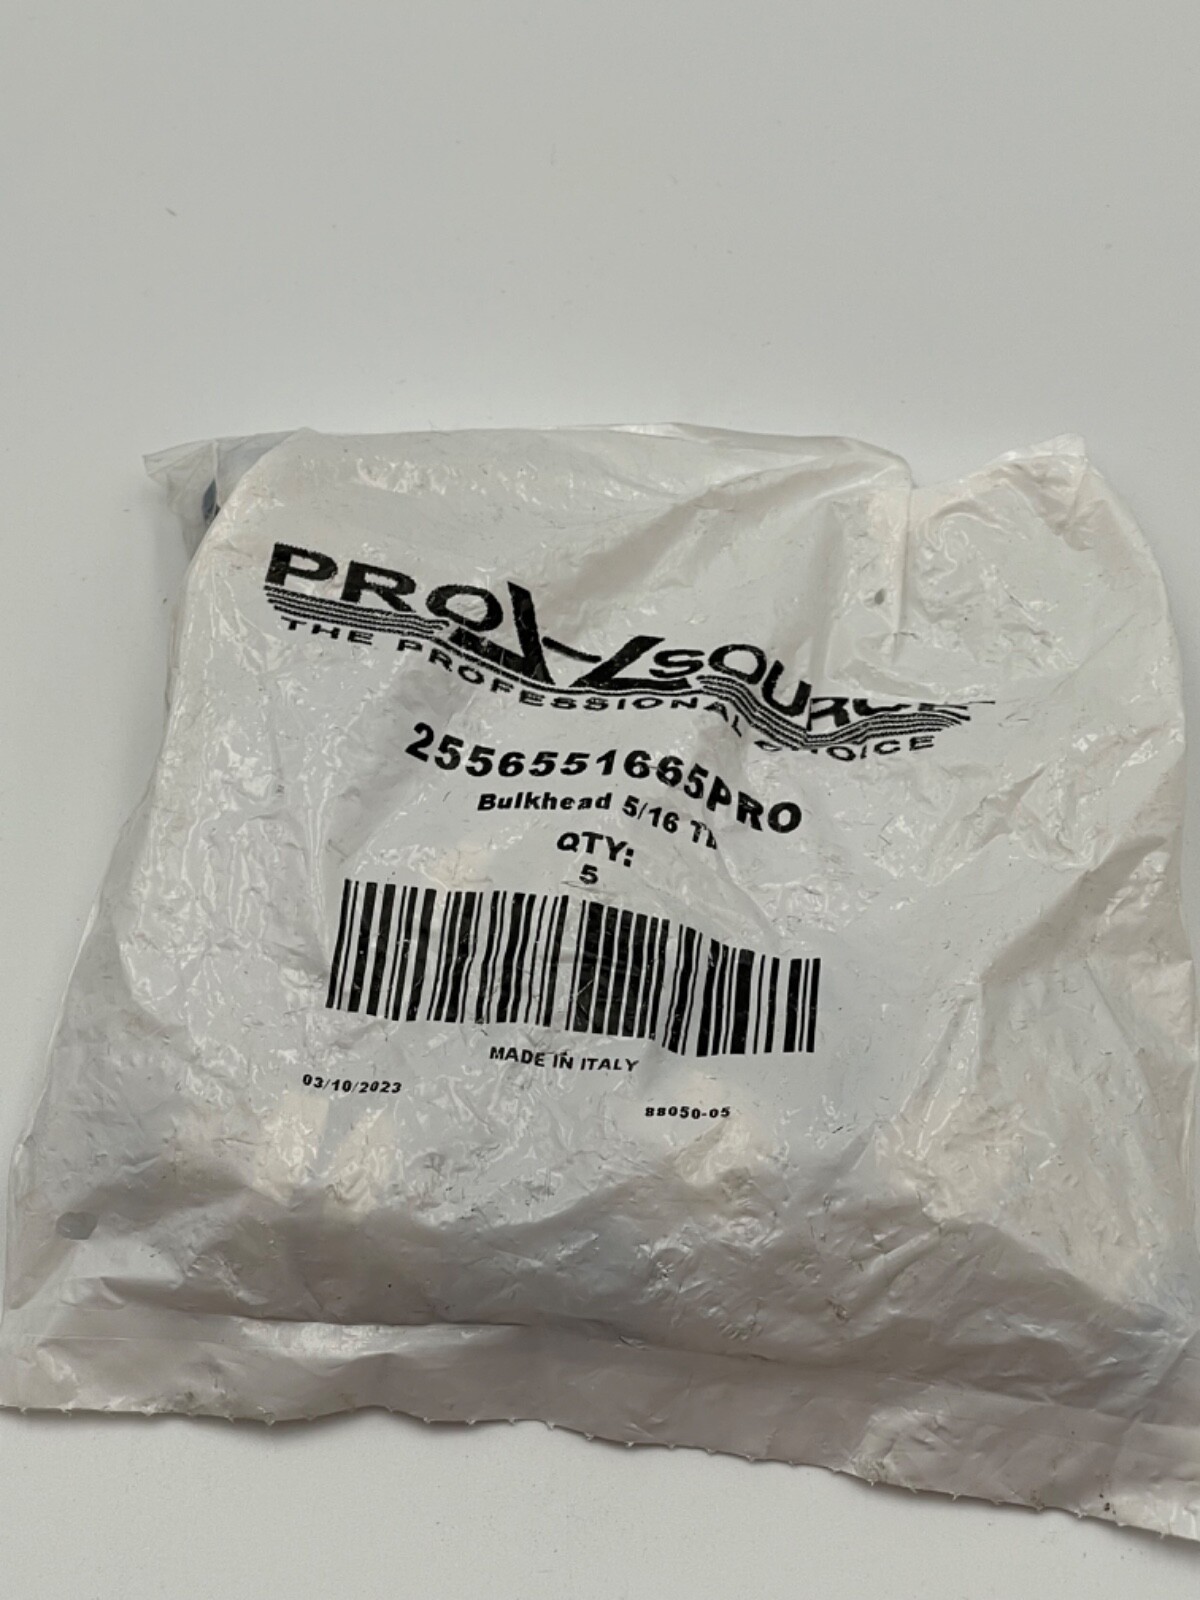 PRO SOURCE
THE PROFESSIONAL CHOICE
2556551665PRO
Bulkhead 5/16
QTY:
5
MADE IN ITALY
03/10/2023
88050-05